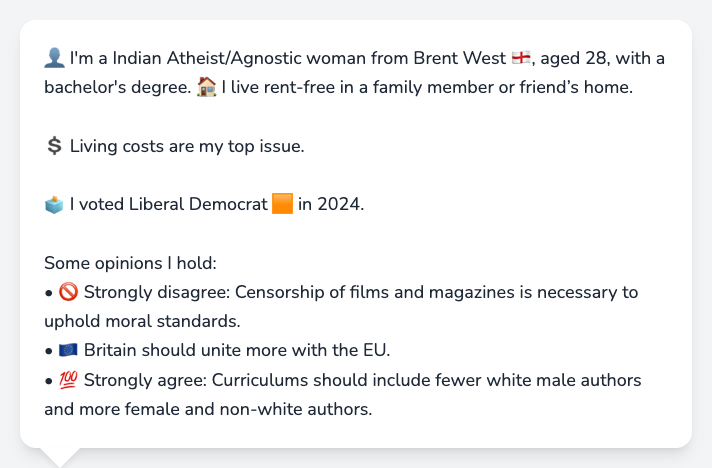 👤 I'm a Indian Atheist/Agnostic woman from Brent West 🏴󠁧󠁢󠁥󠁮󠁧󠁿, aged 28, with a
bachelor's degree. 🏠 I live rent-free in a family member or friend’s home.
💲 Living costs are my top issue.
🗳️ I voted Liberal Democrat 🟧 in 2024.
Some opinions I hold:
• 🚫 Strongly disagree: Censorship of films and magazines is necessary to
uphold moral standards.
• 🇪🇺 Britain should unite more with the EU.
• 💯 Strongly agree: Curriculums should include fewer white male authors
and more female and non-white authors.